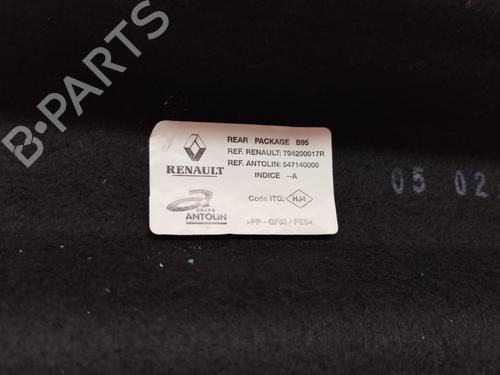 B-PARTS
REAR PACKAGE B95
REF. RENAULT: 794200017R
REF. ANTOLIN: 547140000
INDICE --A
RENAULT
Code ITG: HJ4
GRUPO
ANTOLIN
>PP - GF50 / PES<
05 02